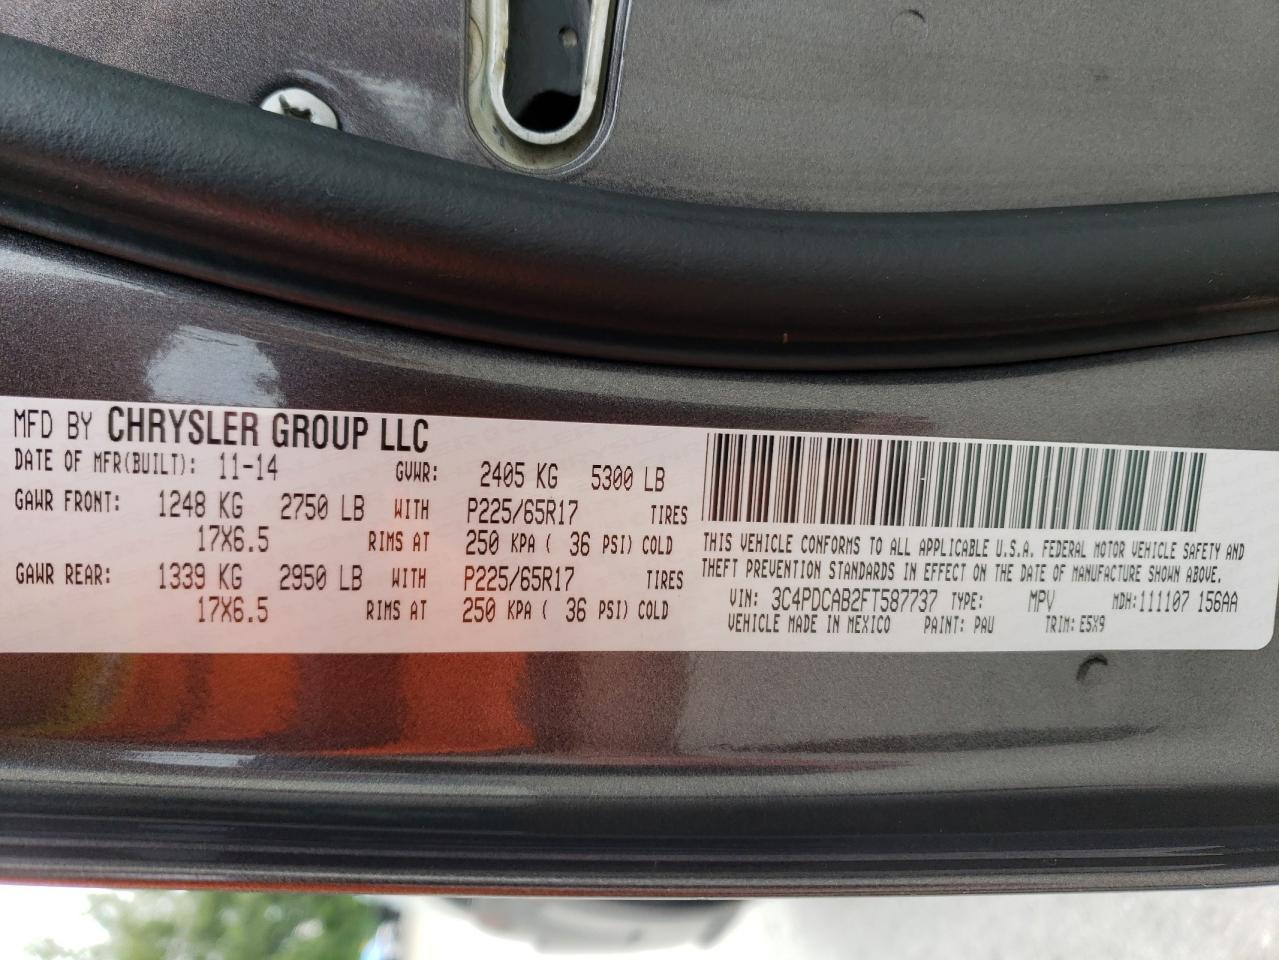 MFD BY CHRYSLER GROUP LLC
DATE OF MFR(BUILT): 11-14 GVWR: 2405 KG 5300 LB
GAWR FRONT: 1248 KG 2750 LB WITH P225/65R17 TIRES
17X6.5 RIMS AT 250 KPA ( 36 PSI) COLD
GAWR REAR: 1339 KG 2950 LB WITH P225/65R17 TIRES
17X6.5 RIMS AT 250 KPA ( 36 PSI) COLD
THIS VEHICLE CONFORMS TO ALL APPLICABLE U.S.A. FEDERAL MOTOR VEHICLE SAFETY AND
THEFT PREVENTION STANDARDS IN EFFECT ON THE DATE OF MANUFACTURE SHOWN ABOVE.
VIN: 3C4PDCAB2FT587737 TYPE: MPV MDH:111107 156AA
VEHICLE MADE IN MEXICO PAINT: PAU TRIM: E5X9